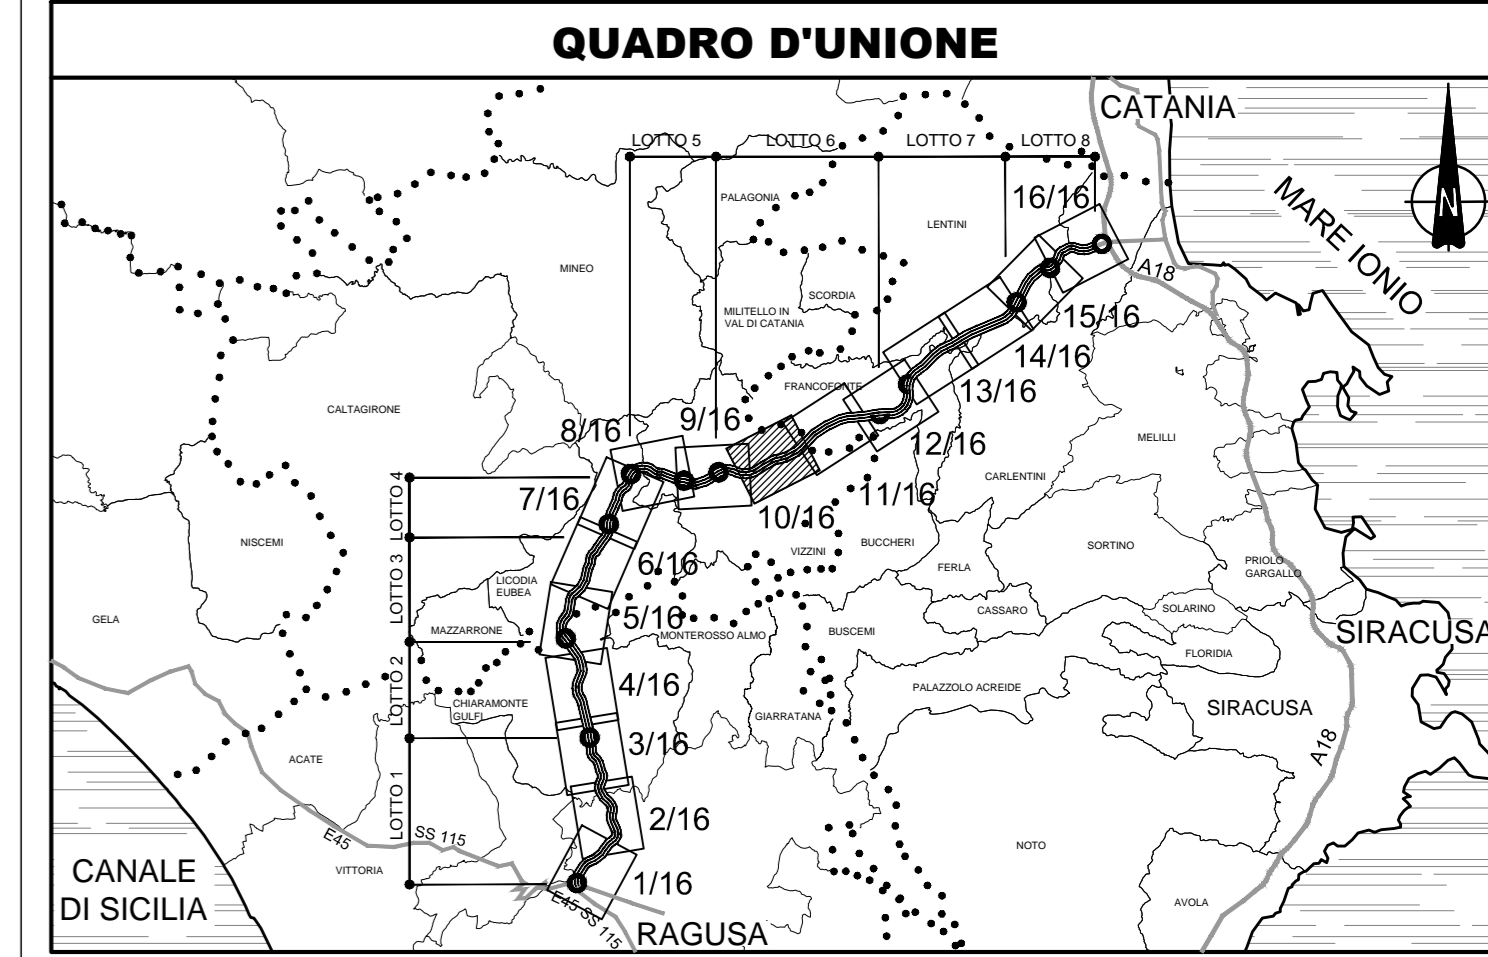 QUADRO D'UNIONE
CATANIA
LOTTO 5
LOTTO 6
LOTTO 7
LOTTO 8
16/16
PALAGONIA
LENTINI
MARE IONIO
N
MINEO
A18
SCORDIA
MILITELLO IN
VAL DI CATANIA
15/16
14/16
FRANCOFONTE
13/16
CALTAGIRONE
9/16
8/16
12/16
MELILLI
CARLENTINI
7/16
11/16
10/16
LOTTO 4
NISCEMI
VIZZINI
BUCCHERI
SORTINO
6/16
FERLA
PRIOLO
GARGALLO
LOTTO 3
LICODIA
EUBEA
CASSARO
SOLARINO
GELA
5/16
MAZZARRONE
MONTEROSSO ALMO
BUSCEMI
SIRACUSA
FLORIDIA
LOTTO 2
4/16
PALAZZOLO ACREIDE
CHIARAMONTE
GULFI
GIARRATANA
SIRACUSA
3/16
A18
ACATE
LOTTO 1
2/16
E45
SS 115
NOTO
VITTORIA
CANALE
DI SICILIA
1/16
E45 SS 115
AVOLA
RAGUSA